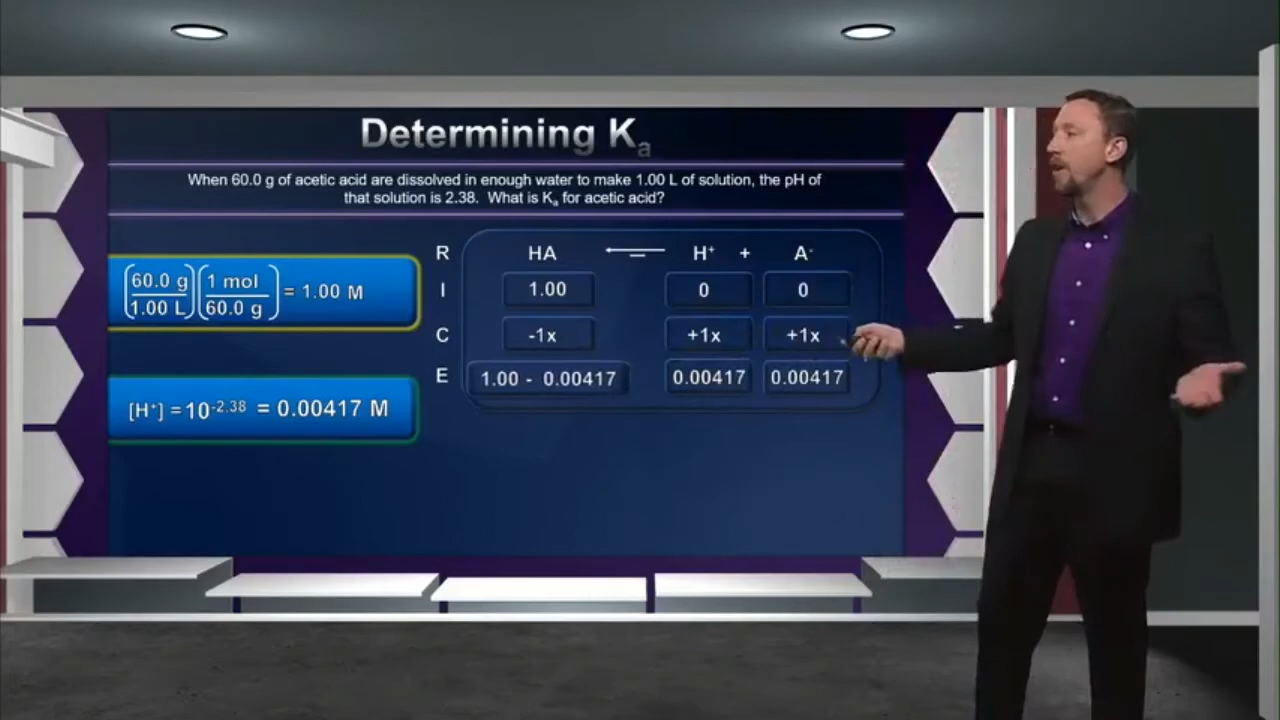 Determining Kₐ
When 60.0 g of acetic acid are dissolved in enough water to make 1.00 L of solution, the pH of
that solution is 2.38. What is Kₐ for acetic acid?
R HA H⁺ + A⁻
60.0 g 1 mol
1.00 L 60.0 g = 1.00 M
I 1.00 0 0
C -1x +1x +1x
E 1.00 - 0.00417 0.00417 0.00417
[H⁺] = 10⁻²·³⁸ = 0.00417 M